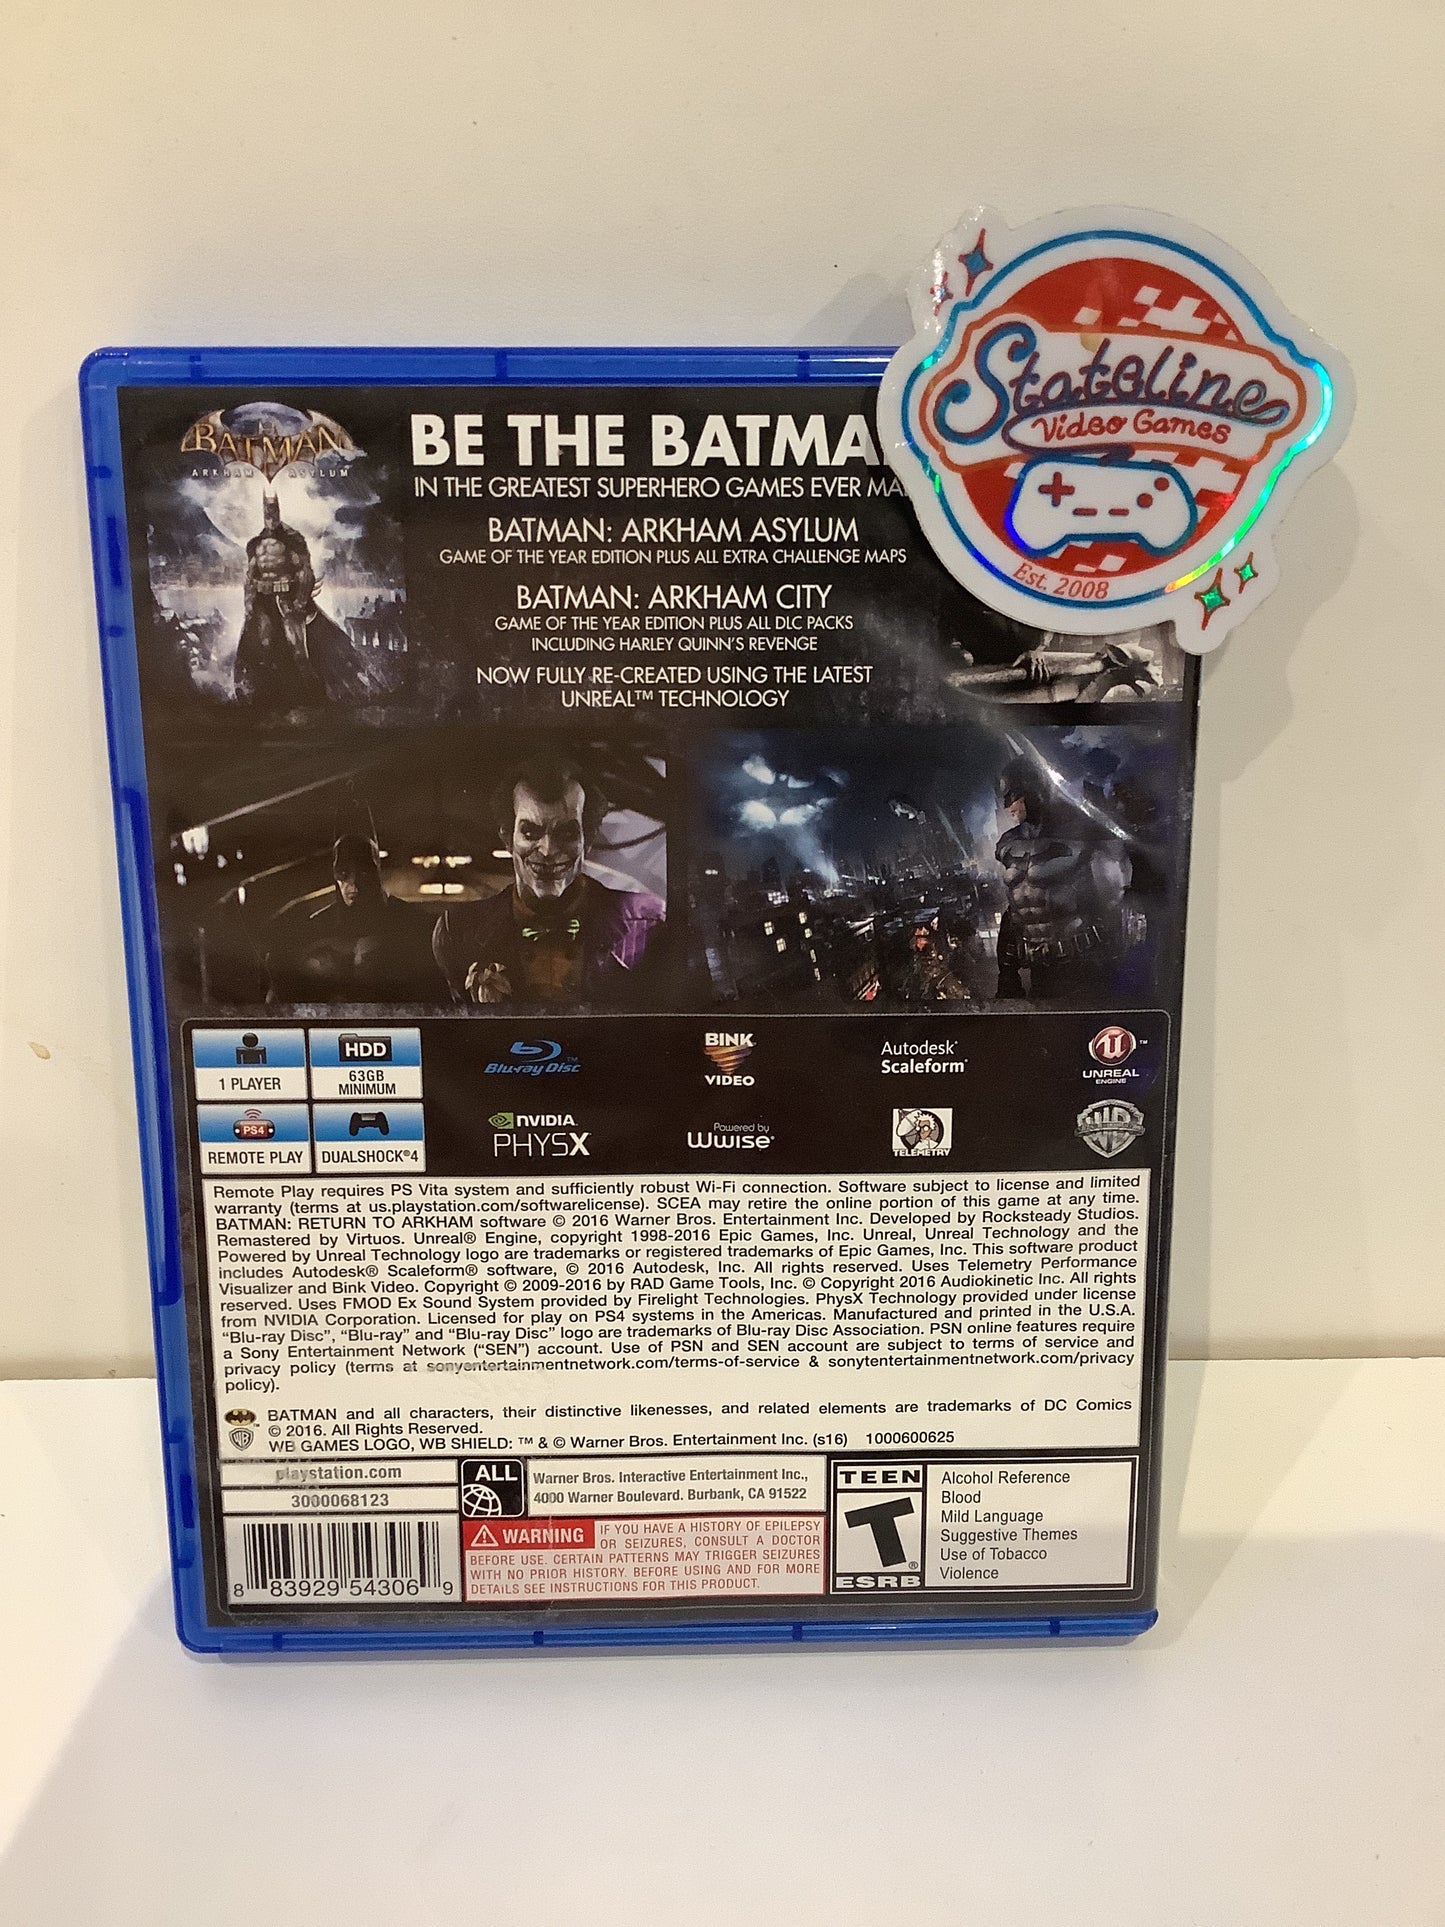 Stateline
Video Games
Est. 2008
BATMAN
ARKHAM ASYLUM
BE THE BATMA
IN THE GREATEST SUPERHERO GAMES EVER MA
BATMAN: ARKHAM ASYLUM
GAME OF THE YEAR EDITION PLUS ALL EXTRA CHALLENGE MAPS
BATMAN: ARKHAM CITY
GAME OF THE YEAR EDITION PLUS ALL DLC PACKS
INCLUDING HARLEY QUINN'S REVENGE
NOW FULLY RE-CREATED USING THE LATEST
UNREAL™ TECHNOLOGY
1 PLAYER
HDD
63GB
MINIMUM
PS4
REMOTE PLAY
DUALSHOCK®4
Blu-ray Disc™
BINK
VIDEO
Autodesk®
Scaleform®
UNREAL™
ENGINE
NVIDIA.
PHYSX
Powered by
Wwise®
TELEMETRY
WB
Remote Play requires PS Vita system and sufficiently robust Wi-Fi connection. Software subject to license and limited
warranty (terms at us.playstation.com/softwarelicense). SCEA may retire the online portion of this game at any time.
BATMAN: RETURN TO ARKHAM software © 2016 Warner Bros. Entertainment Inc. Developed by Rocksteady Studios.
Remastered by Virtuos. Unreal® Engine, copyright 1998-2016 Epic Games, Inc. Unreal, Unreal Technology and the
Powered by Unreal Technology logo are trademarks or registered trademarks of Epic Games, Inc. This software product
includes Autodesk® Scaleform® software, © 2016 Autodesk, Inc. All rights reserved. Uses Telemetry Performance
Visualizer and Bink Video. Copyright © 2009-2016 by RAD Game Tools, Inc. © Copyright 2016 Audiokinetic Inc. All rights
reserved. Uses FMOD Ex Sound System provided by Firelight Technologies. PhysX Technology provided under license
from NVIDIA Corporation. Licensed for play on PS4 systems in the Americas. Manufactured and printed in the U.S.A.
"Blu-ray Disc", "Blu-ray" and "Blu-ray Disc" logo are trademarks of Blu-ray Disc Association. PSN online features require
a Sony Entertainment Network ("SEN") account. Use of PSN and SEN account are subject to terms of service and
privacy policy (terms at sonyentertainmentnetwork.com/terms-of-service & sonytentertainmentnetwork.com/privacy
policy).
BATMAN and all characters, their distinctive likenesses, and related elements are trademarks of DC Comics
© 2016. All Rights Reserved.
WB GAMES LOGO, WB SHIELD: ™ & © Warner Bros. Entertainment Inc. (s16) 1000600625
playstation.com
3000068123
8 83929 54306 9
ALL
Warner Bros. Interactive Entertainment Inc.,
4000 Warner Boulevard. Burbank, CA 91522
WARNING IF YOU HAVE A HISTORY OF EPILEPSY
OR SEIZURES, CONSULT A DOCTOR
BEFORE USE. CERTAIN PATTERNS MAY TRIGGER SEIZURES
WITH NO PRIOR HISTORY. BEFORE USING AND FOR MORE
DETAILS SEE INSTRUCTIONS FOR THIS PRODUCT.
TEEN
T
ESRB
Alcohol Reference
Blood
Mild Language
Suggestive Themes
Use of Tobacco
Violence